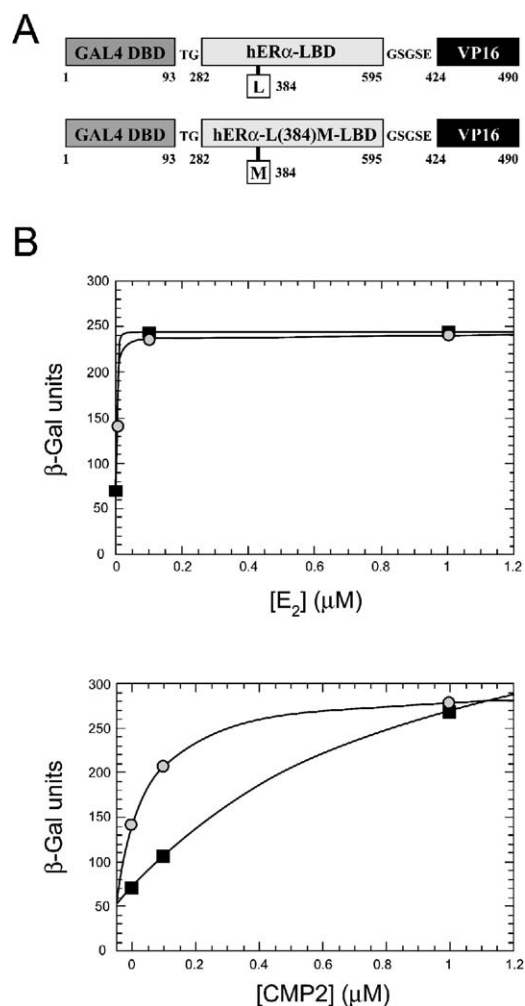 A
GAL4 DBD TG hERα-LBD GSGSE VP16
1 93 282 595 424 490
L 384
GAL4 DBD TG hERα-L(384)M-LBD GSGSE VP16
1 93 282 595 424 490
M 384
B
300
250
200
150
100
50
0
β-Gal units
0 0.2 0.4 0.6 0.8 1 1.2
[E2] (μM)
300
250
200
150
100
50
0
β-Gal units
0 0.2 0.4 0.6 0.8 1 1.2
[CMP2] (μM)